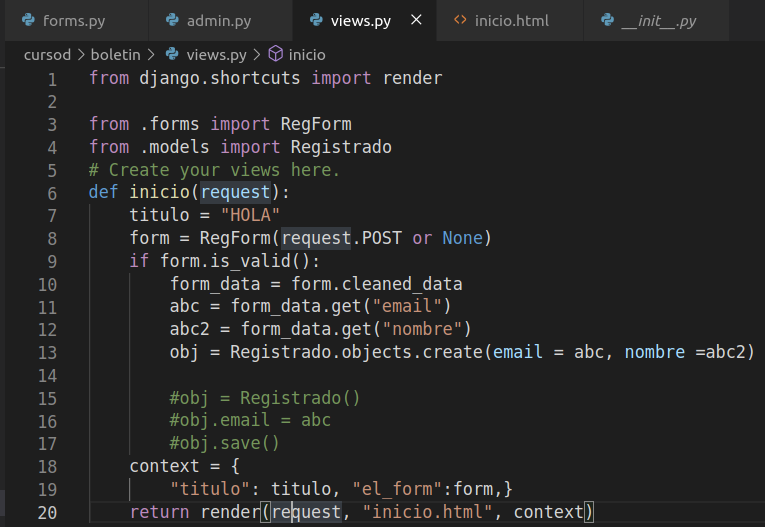 forms.py admin.py views.py inicio.html __init__.py
cursod > boletin > views.py > inicio
1 from django.shortcuts import render
2
3 from .forms import RegForm
4 from .models import Registrado
5 # Create your views here.
6 def inicio(request):
7 titulo = "HOLA"
8 form = RegForm(request.POST or None)
9 if form.is_valid():
10 form_data = form.cleaned_data
11 abc = form_data.get("email")
12 abc2 = form_data.get("nombre")
13 obj = Registrado.objects.create(email = abc, nombre =abc2)
14
15 #obj = Registrado()
16 #obj.email = abc
17 #obj.save()
18 context = {
19 "titulo": titulo, "el_form":form,}
20 return render(request, "inicio.html", context)